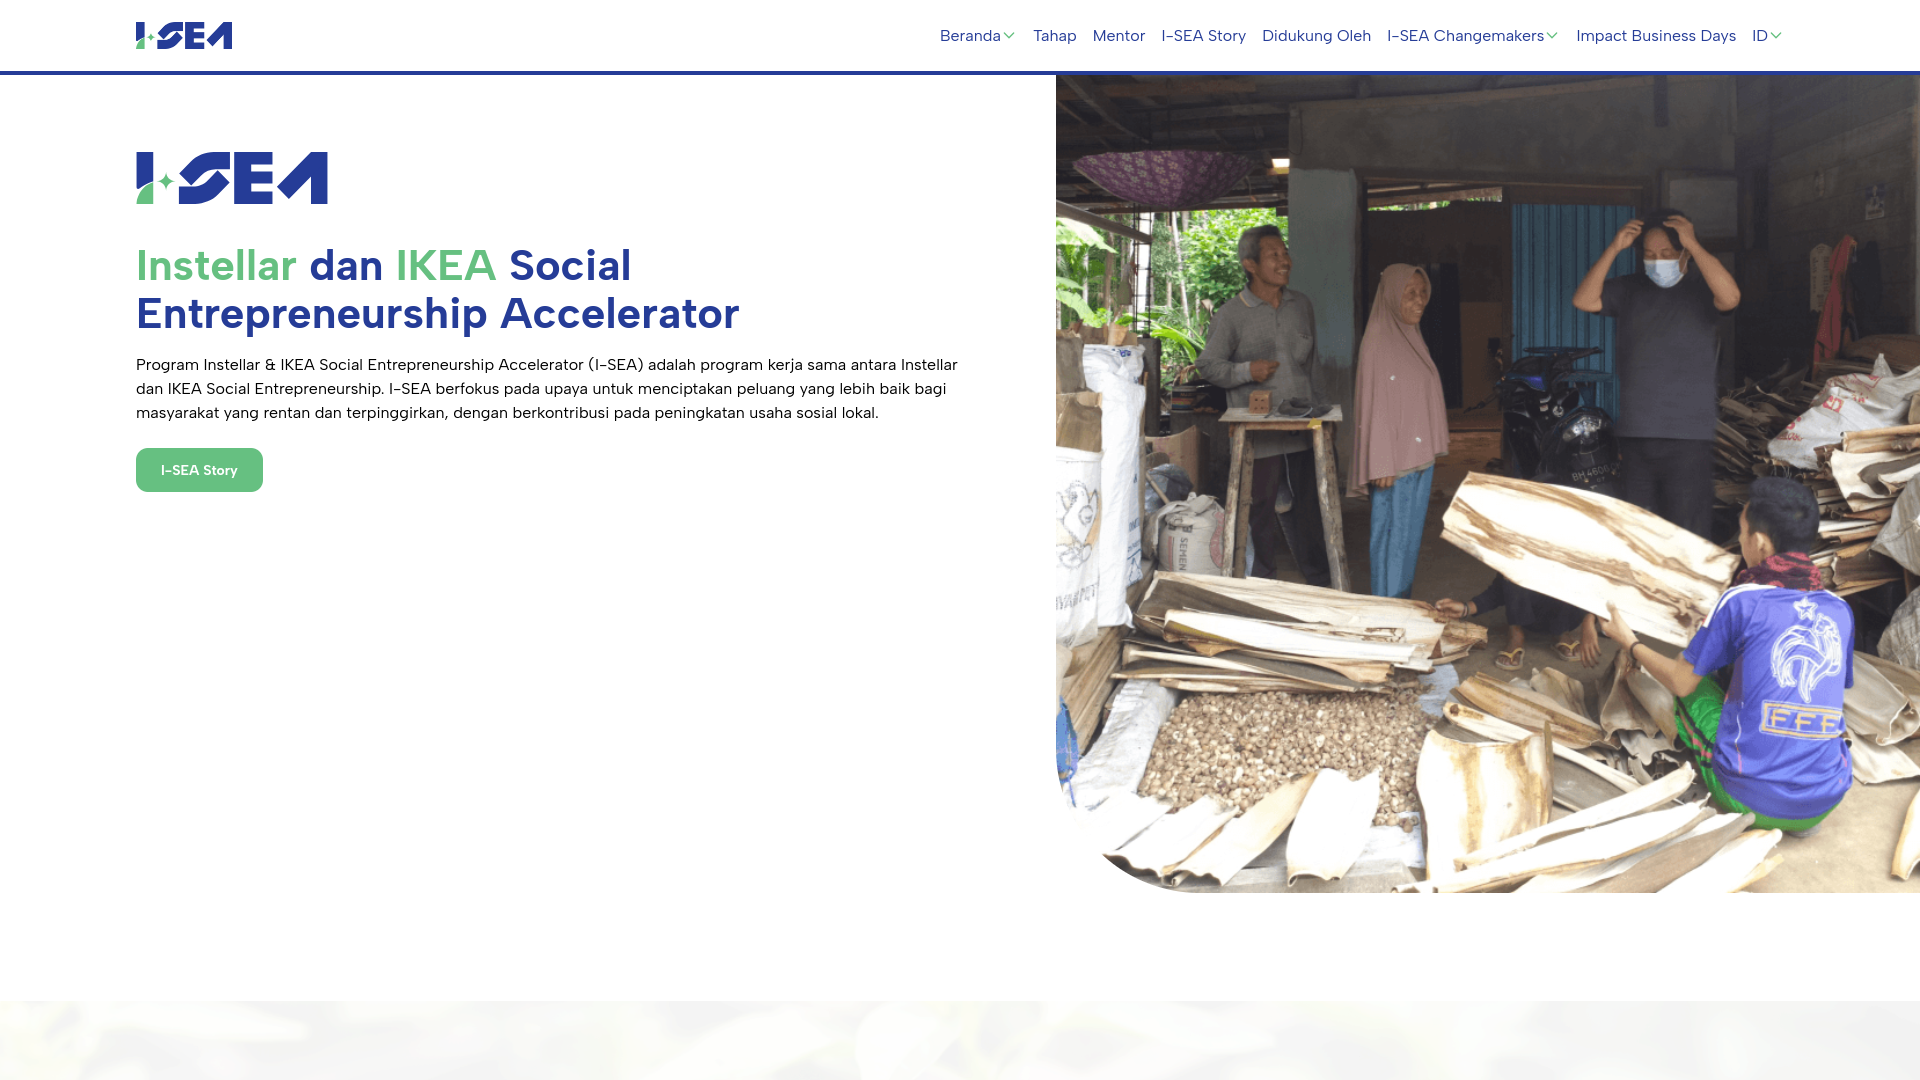 I-SEA
Beranda Tahap Mentor I-SEA Story Didukung Oleh I-SEA Changemakers Impact Business Days ID
I-SEA
Instellar dan IKEA Social
Entrepreneurship Accelerator
Program Instellar & IKEA Social Entrepreneurship Accelerator (I-SEA) adalah program kerja sama antara Instellar
dan IKEA Social Entrepreneurship. I-SEA berfokus pada upaya untuk menciptakan peluang yang lebih baik bagi
masyarakat yang rentan dan terpinggirkan, dengan berkontribusi pada peningkatan usaha sosial lokal.
I-SEA Story
SEMEN
FFF